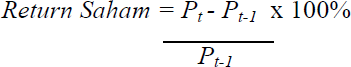 Return Saham = Pt - Pt-1 x 100%
Pt-1